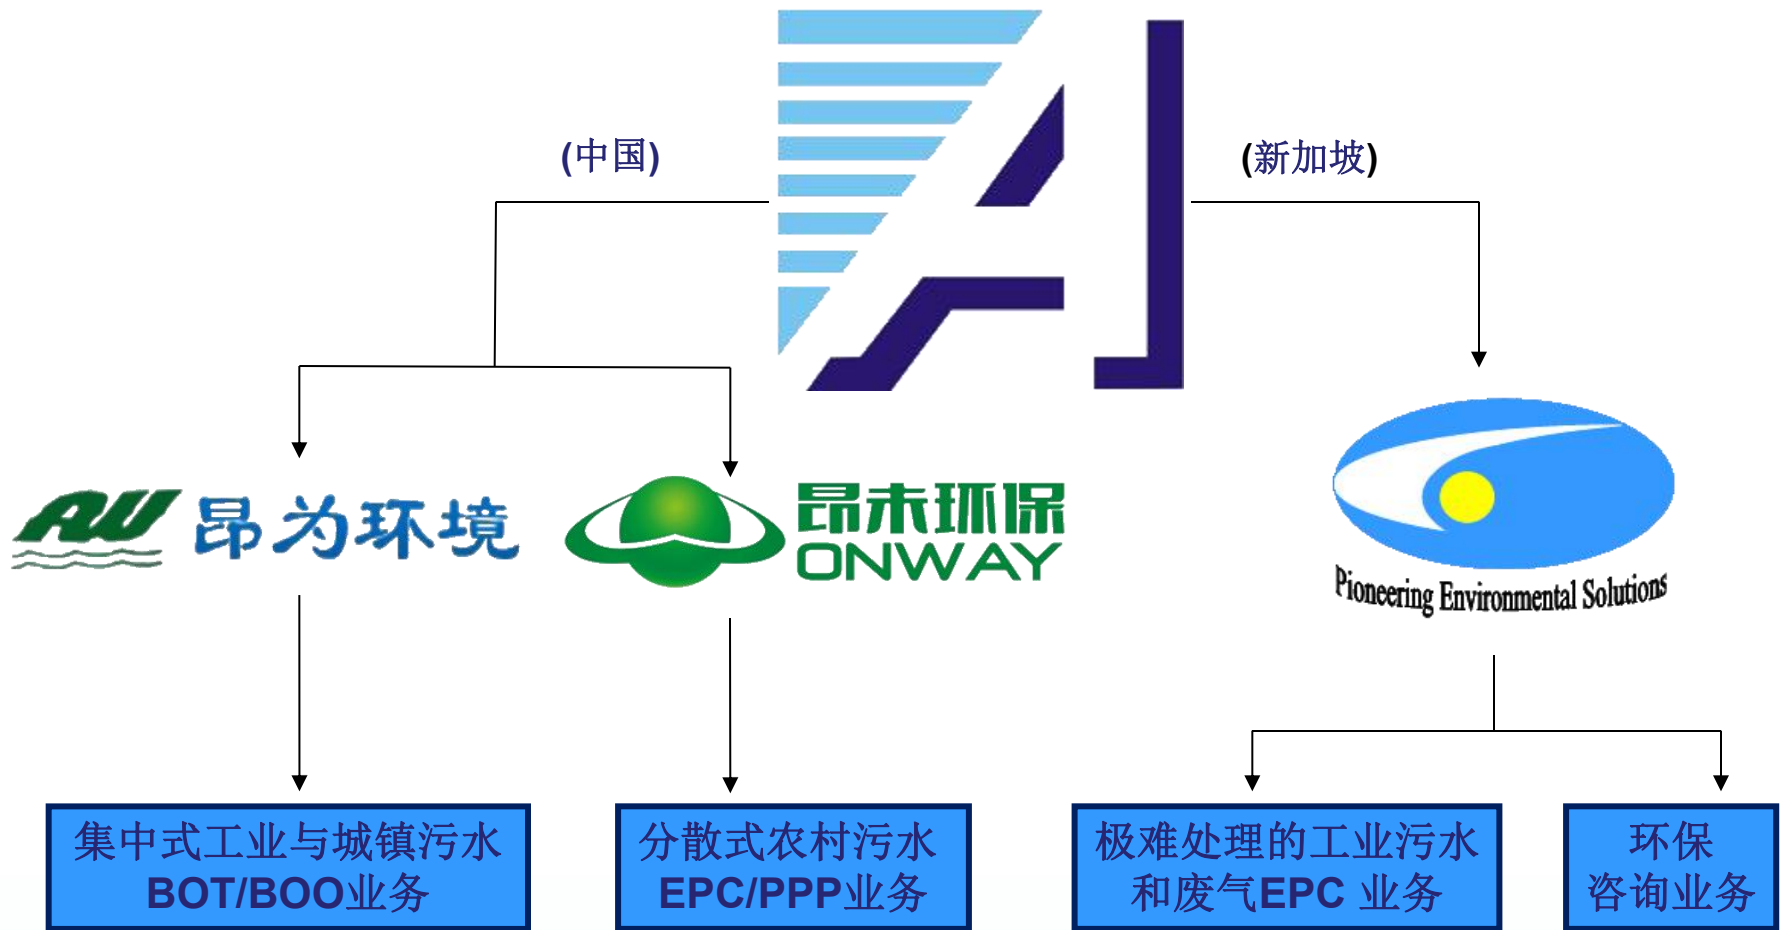 (中国)
(新加坡)
AU 昂为环境
昂未环保
ONWAY
Pioneering Environmental Solutions
集中式工业与城镇污水
BOT/BOO业务
分散式农村污水
EPC/PPP业务
极难处理的工业污水
和废气EPC 业务
环保
咨询业务